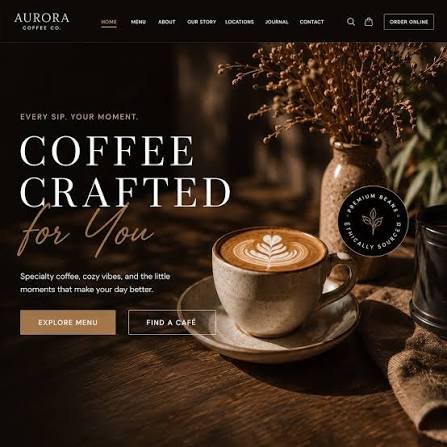 AURORA
COFFEE CO.
HOME MENU ABOUT OUR STORY LOCATIONS JOURNAL CONTACT
ORDER ONLINE
EVERY SIP. YOUR MOMENT.
COFFEE
CRAFTED
for You
Specialty coffee, cozy vibes, and the little
moments that make your day better.
EXPLORE MENU
FIND A CAFÉ
PREMIUM BEANS
ETHICALLY SOURCED